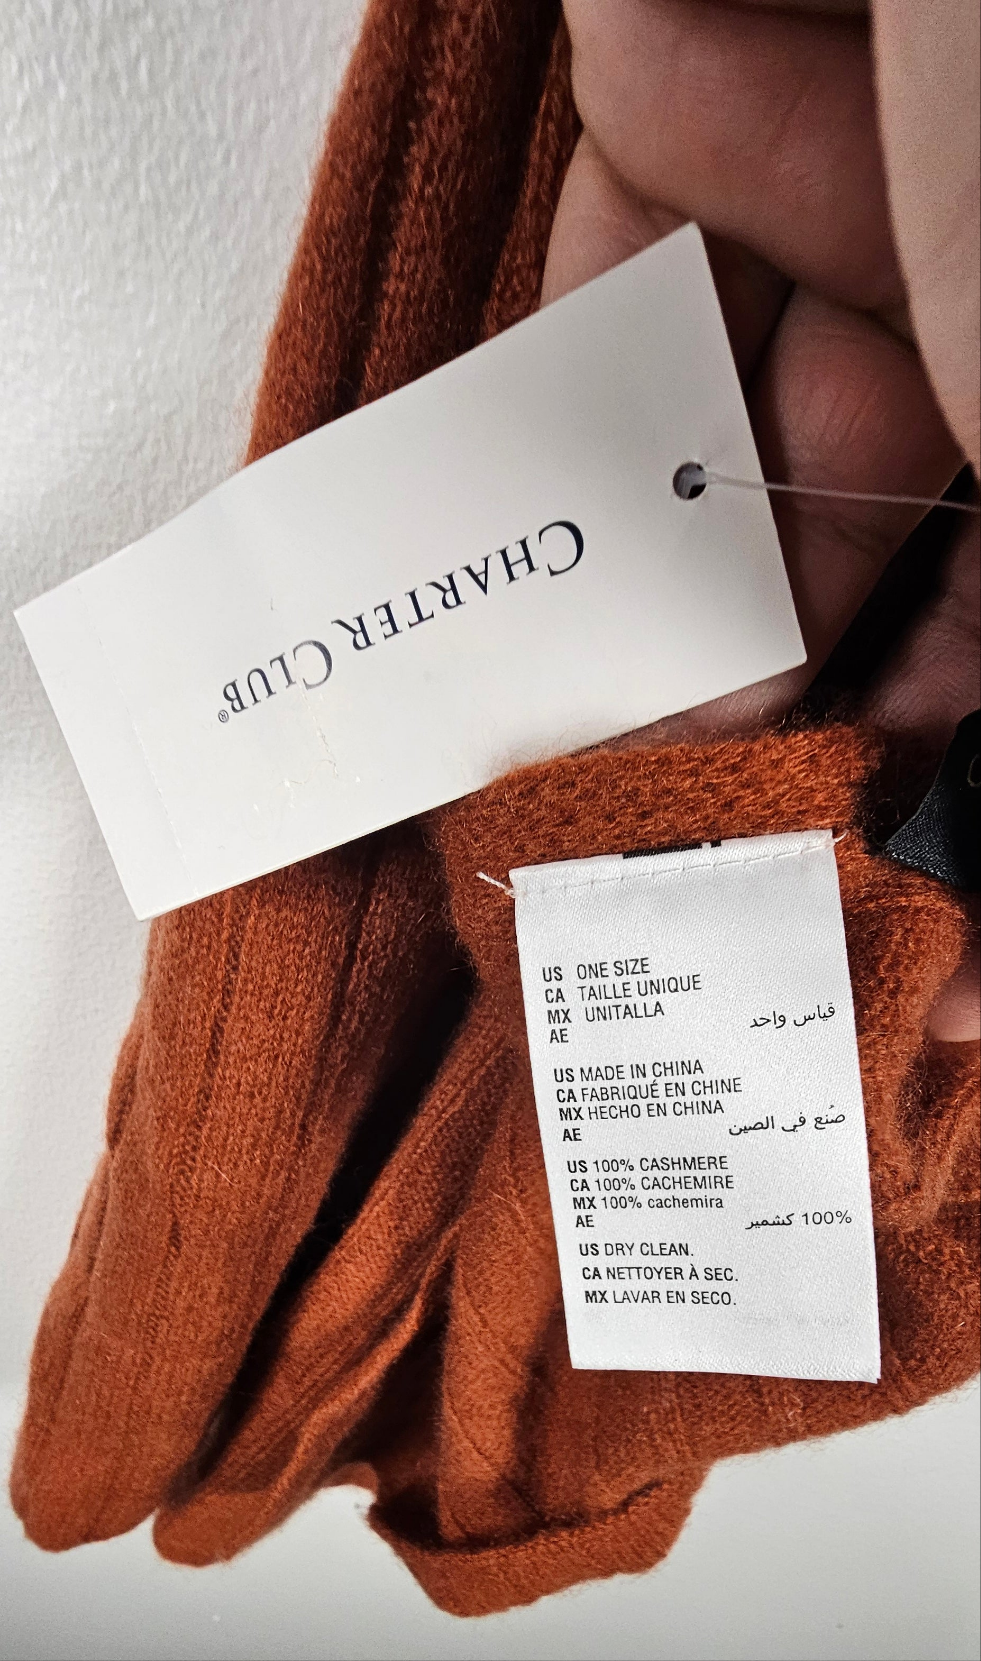 CHARTER CLUB®
US ONE SIZE
CA TAILLE UNIQUE
MX UNITALLA
AE قياس واحد
US MADE IN CHINA
CA FABRIQUÉ EN CHINE
MX HECHO EN CHINA
AE صُنع في الصين
US 100% CASHMERE
CA 100% CACHEMIRE
MX 100% cachemira
AE 100% كشمير
US DRY CLEAN.
CA NETTOYER À SEC.
MX LAVAR EN SECO.